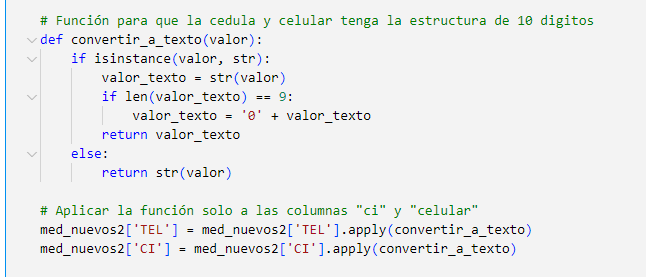 # Función para que la cedula y celular tenga la estructura de 10 digitos
def convertir_a_texto(valor):
    if isinstance(valor, str):
        valor_texto = str(valor)
        if len(valor_texto) == 9:
            valor_texto = '0' + valor_texto
        return valor_texto
    else:
        return str(valor)

# Aplicar la función solo a las columnas "ci" y "celular"
med_nuevos2['TEL'] = med_nuevos2['TEL'].apply(convertir_a_texto)
med_nuevos2['CI'] = med_nuevos2['CI'].apply(convertir_a_texto)